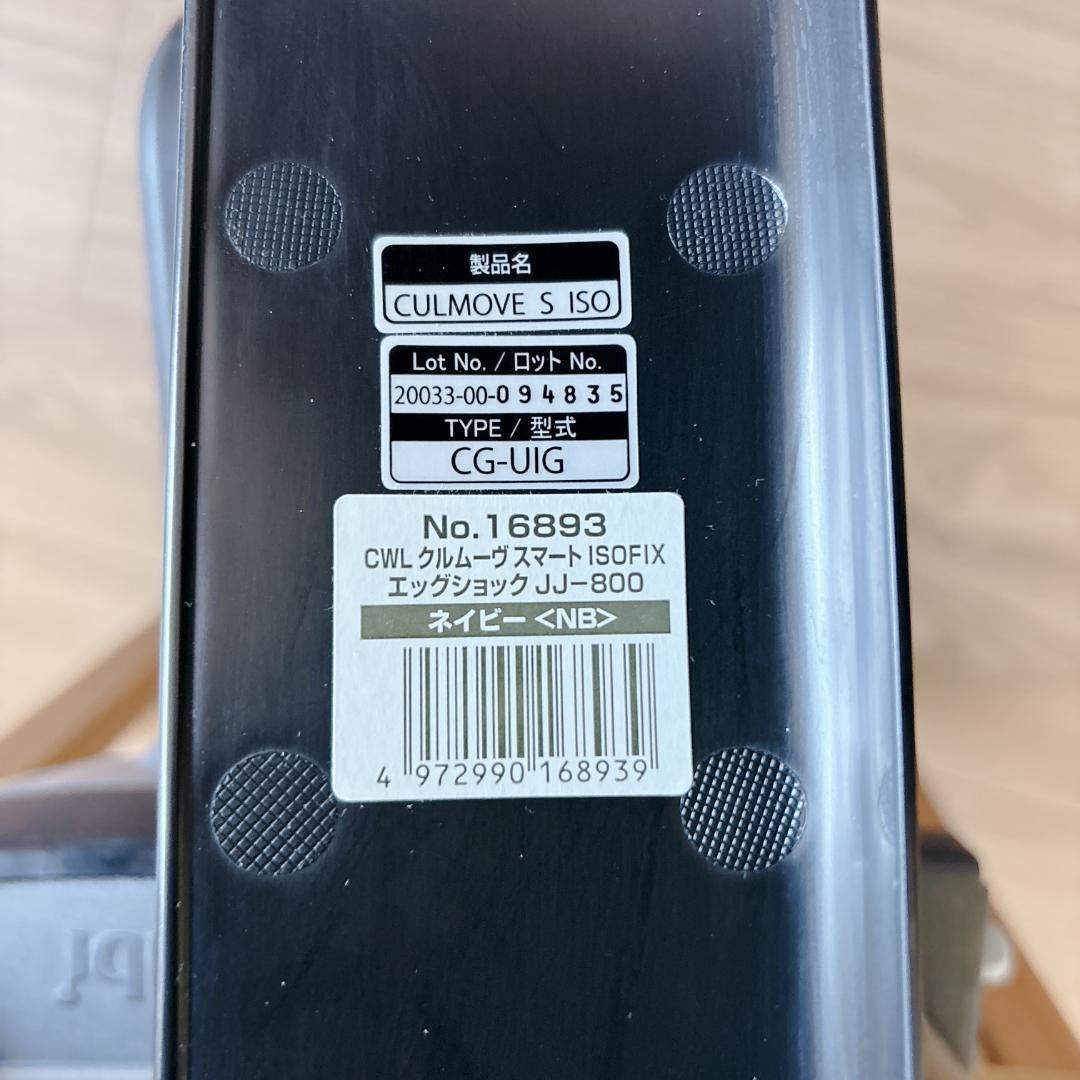 製品名
CULMOVE S ISO
Lot No. / ロット No.
20033-00-094835
TYPE / 型式
CG-UIG
No.16893
CWL クルムーヴ スマート ISOFIX
エッグショック JJ-800
ネイビー <NB>
4 972990 168939